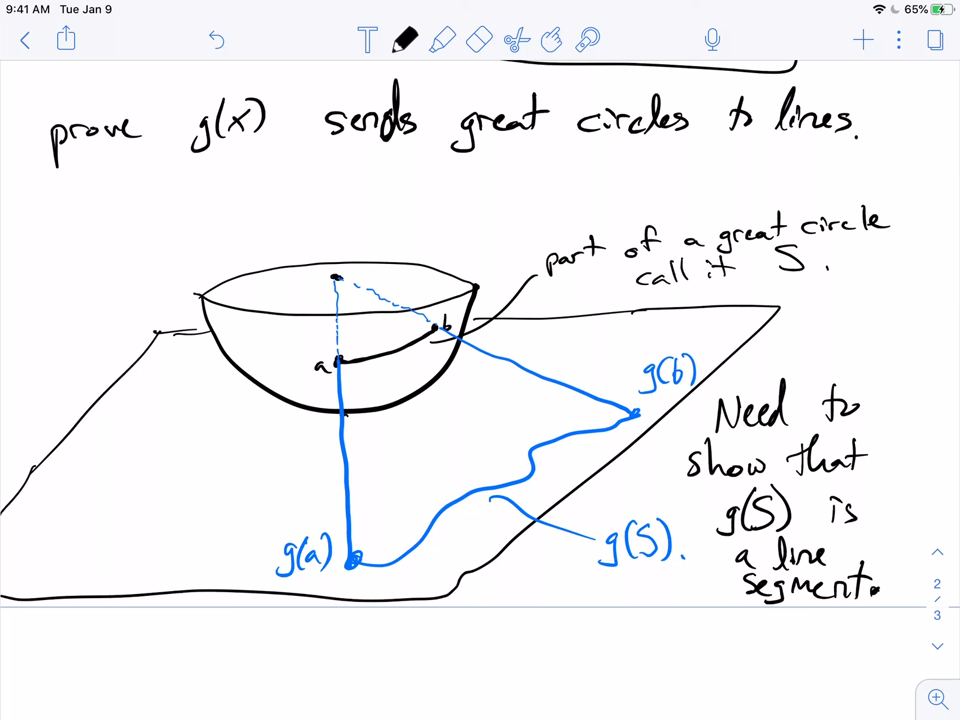 9:41 AM Tue Jan 9
65%
T
prove g(x) sends great circles to lines.
part of a great circle
call it S.
b
a
g(b)
Need to
show that
g(S) is
a line
segment.
g(a)
g(S).
2
/
3